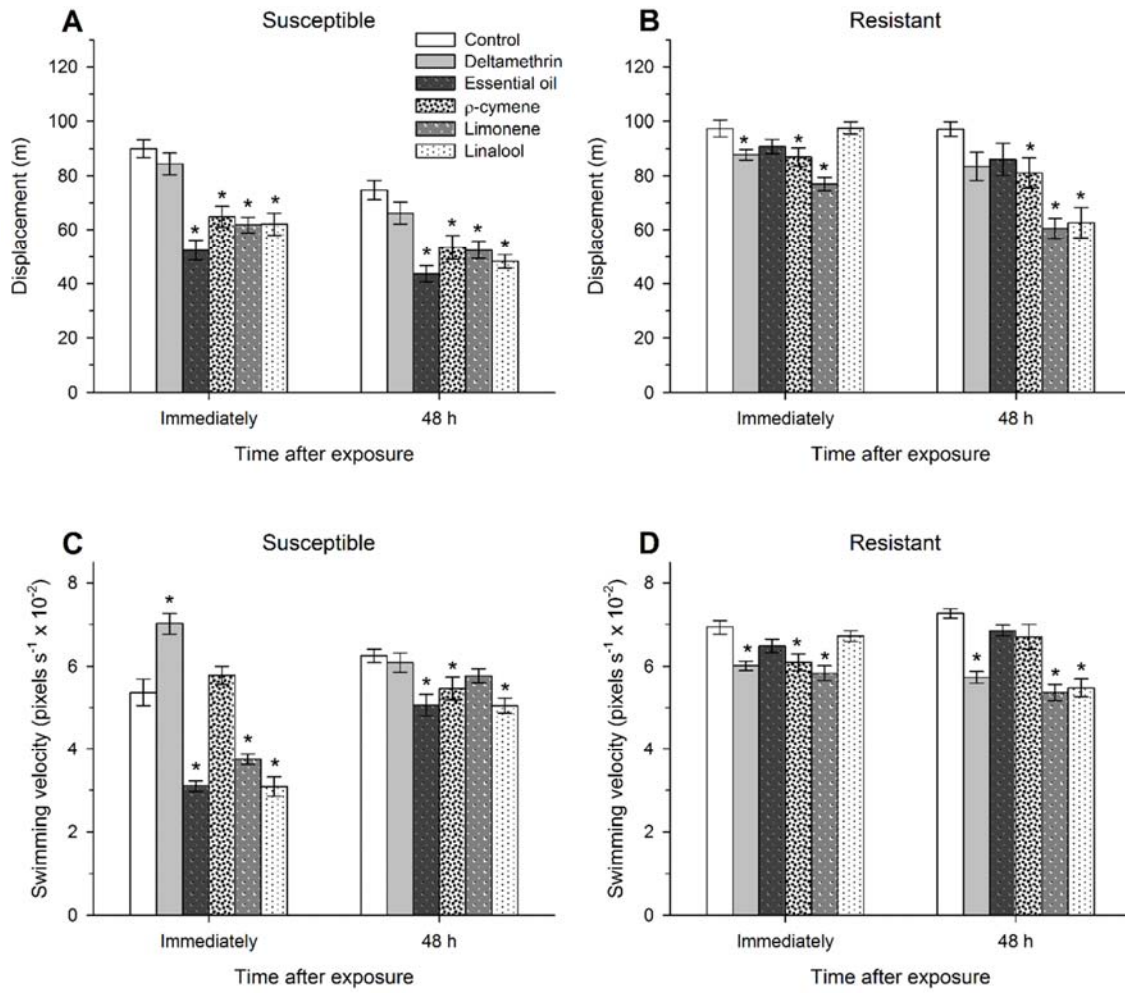 A
Susceptible
Control
Deltamethrin
Essential oil
ρ-cymene
Limonene
Linalool
Displacement (m)
120
100
80
60
40
20
0
* * * *
* * * *
Immediately
48 h
Time after exposure
B
Resistant
Displacement (m)
120
100
80
60
40
20
0
* * *
* * *
Immediately
48 h
Time after exposure
C
Susceptible
Swimming velocity (pixels s⁻¹ x 10⁻²)
8
6
4
2
0
* * * *
* * *
Immediately
48 h
Time after exposure
D
Resistant
Swimming velocity (pixels s⁻¹ x 10⁻²)
8
6
4
2
0
* * *
* * *
Immediately
48 h
Time after exposure